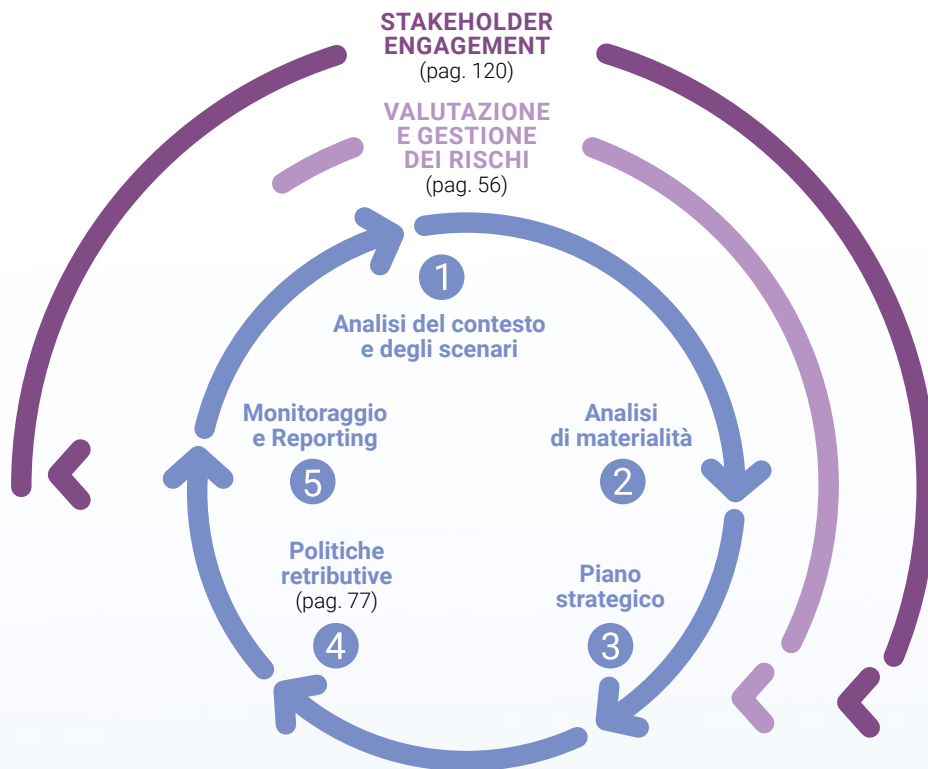 STAKEHOLDER
ENGAGEMENT
(pag. 120)
VALUTAZIONE
E GESTIONE
DEI RISCHI
(pag. 56)
1
Analisi del contesto
e degli scenari
Analisi
di materialità
2
Piano
strategico
3
Politiche
retributive
(pag. 77)
4
Monitoraggio
e Reporting
5